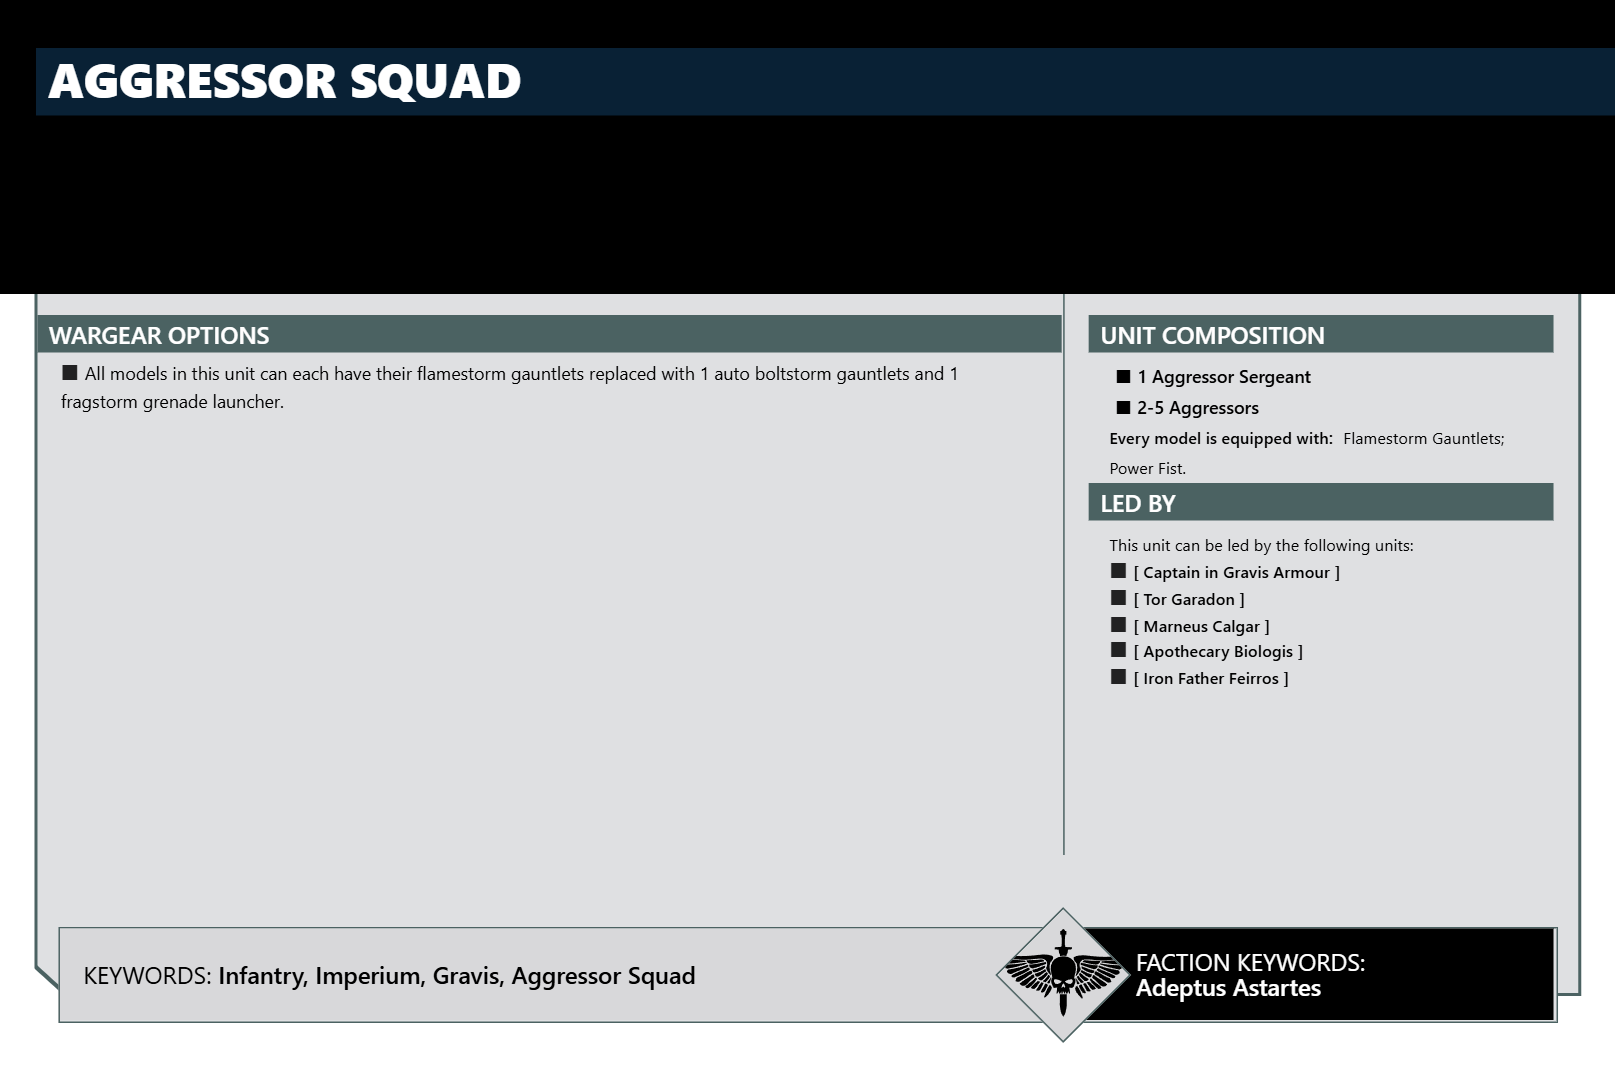 AGGRESSOR SQUAD
WARGEAR OPTIONS
■ All models in this unit can each have their flamestorm gauntlets replaced with 1 auto boltstorm gauntlets and 1
fragstorm grenade launcher.
UNIT COMPOSITION
■ 1 Aggressor Sergeant
■ 2-5 Aggressors
Every model is equipped with: Flamestorm Gauntlets;
Power Fist.
LED BY
This unit can be led by the following units:
■ [ Captain in Gravis Armour ]
■ [ Tor Garadon ]
■ [ Marneus Calgar ]
■ [ Apothecary Biologis ]
■ [ Iron Father Feirros ]
KEYWORDS: Infantry, Imperium, Gravis, Aggressor Squad
FACTION KEYWORDS:
Adeptus Astartes